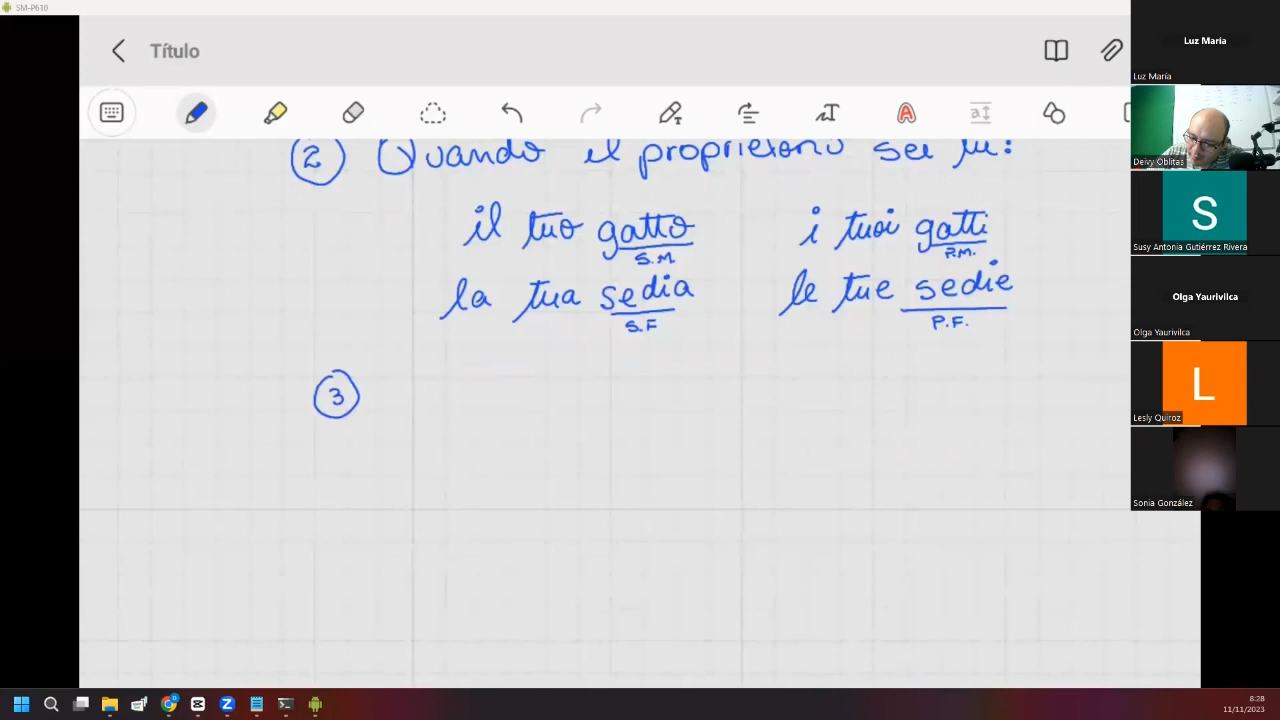 SM-P610
Título
Luz María
Luz María
Deivy Oblitas
② Quando il proprietario sei tu:
il tuo gatto i tuoi gatti
S.M. P.M.
la tua sedia le tue sedie
S.F P.F.
③
S
Susy Antonia Gutiérrez Rivera
Olga Yaurivilca
Olga Yaurivilca
L
Lesly Quiroz
Sonia González
8:28
11/11/2023